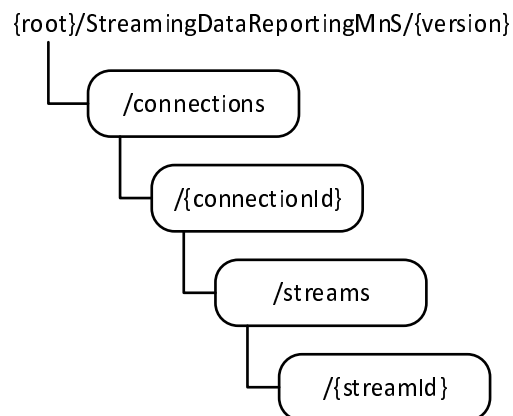 {root}/StreamingDataReportingMnS/{version}
/connections
/{connectionId}
/streams
/{streamId}